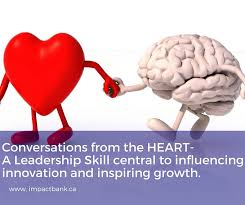 Conversations from the HEART-
A Leadership Skill central to influencing
innovation and inspiring growth.
www.impactbank.ca